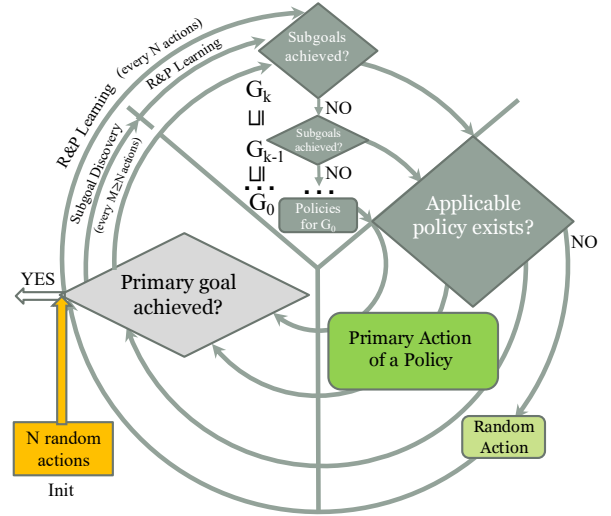 Subgoals
achieved?
R&P Learning (every N actions)
R&P Learning
Subgoal Discovery
(every M≥N actions)
NO
G_k
⊒
Subgoals
achieved?
G_k-1
⊒
NO
...
...
G_0
Policies
for G_0
Applicable
policy exists?
NO
YES
Primary goal
achieved?
Primary Action
of a Policy
N random
actions
Init
Random
Action